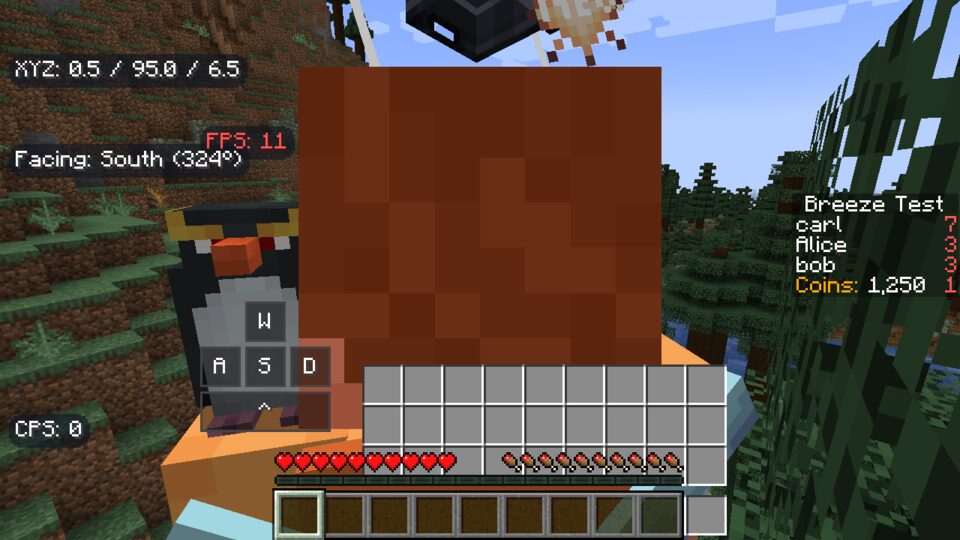 XYZ: 0.5 / 95.0 / 6.5
FPS: 11
Facing: South (324°)
Breeze Test
carl 7
Alice 3
bob 3
Coins: 1,250 1
W
A S D
^
CPS: 0